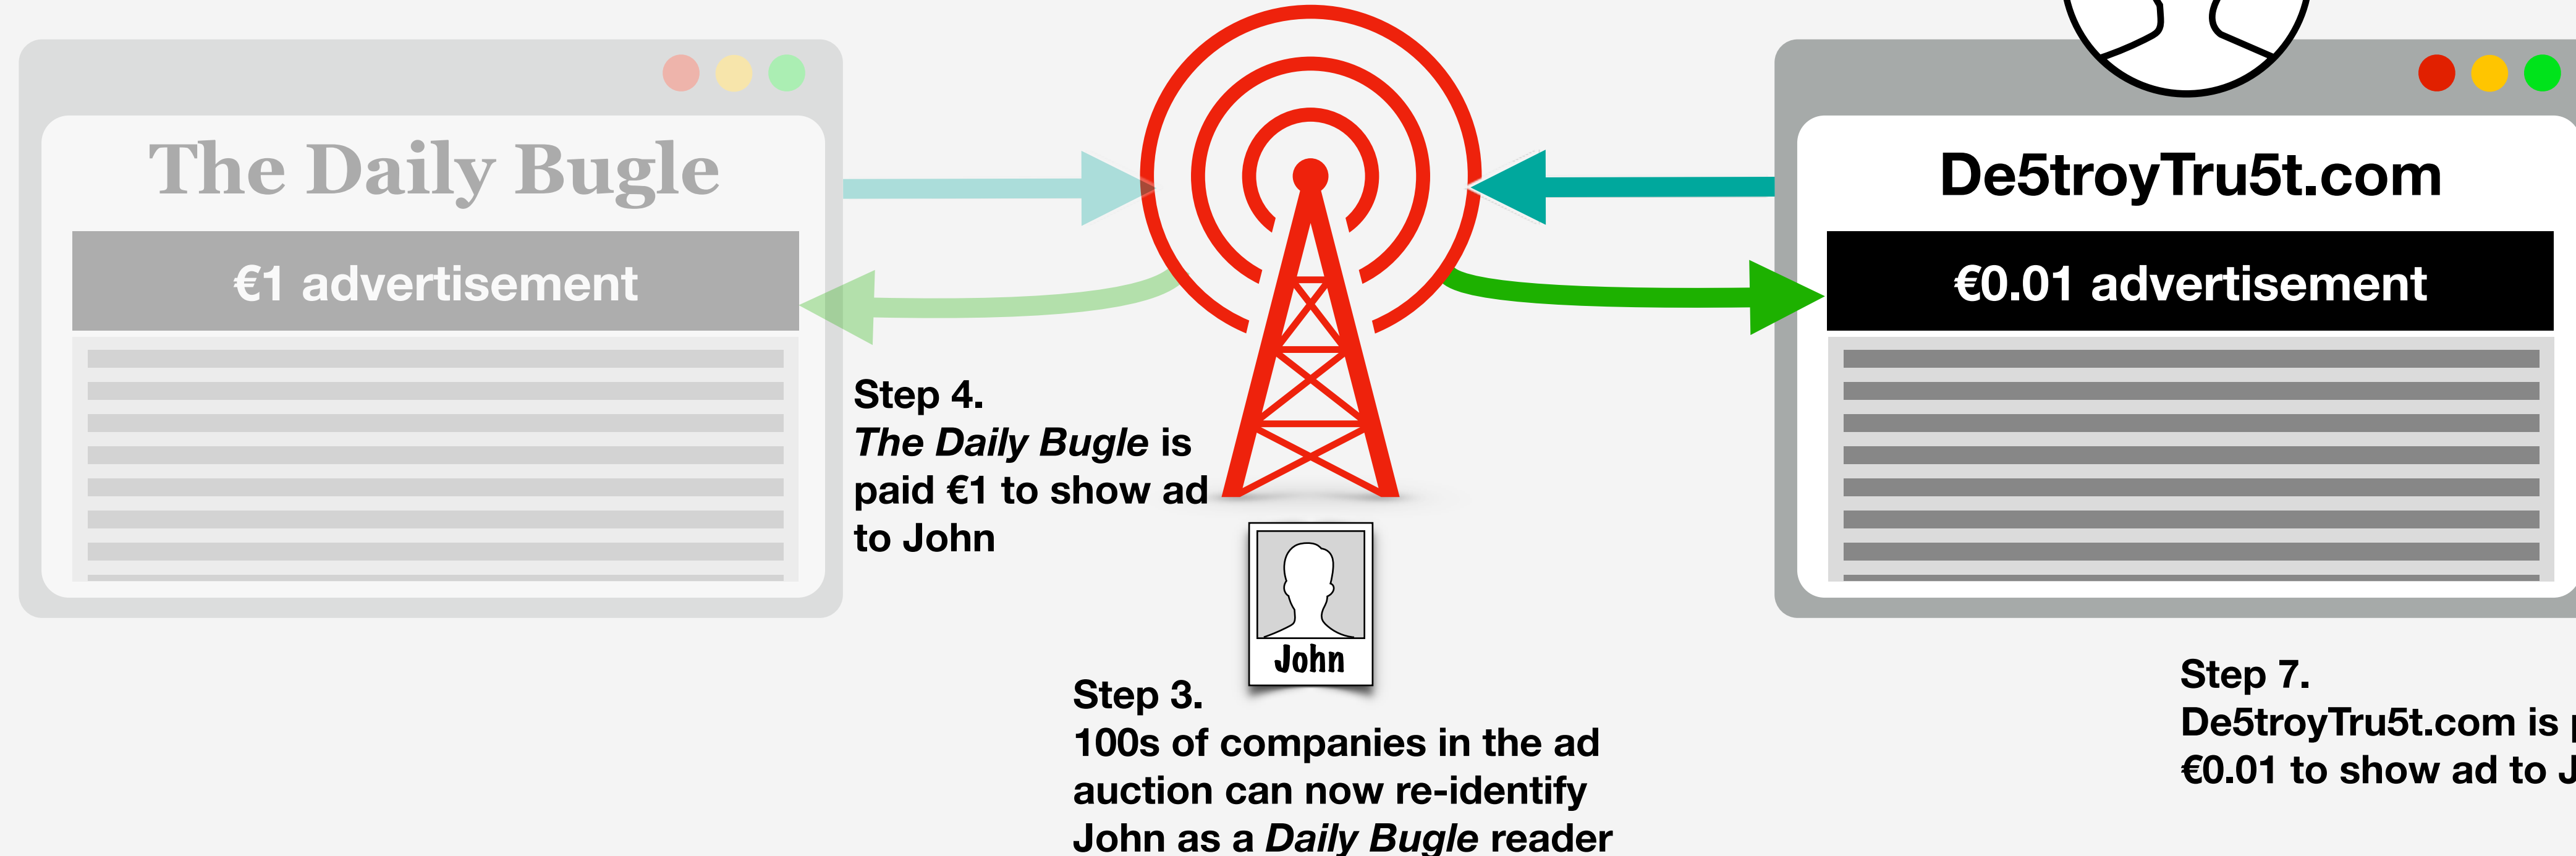 The Daily Bugle
€1 advertisement
Step 4.
The Daily Bugle is
paid €1 to show ad
to John
John
Step 3.
100s of companies in the ad
auction can now re-identify
John as a Daily Bugle reader
De5troyTru5t.com
€0.01 advertisement
Step 7.
De5troyTru5t.com is
€0.01 to show ad to